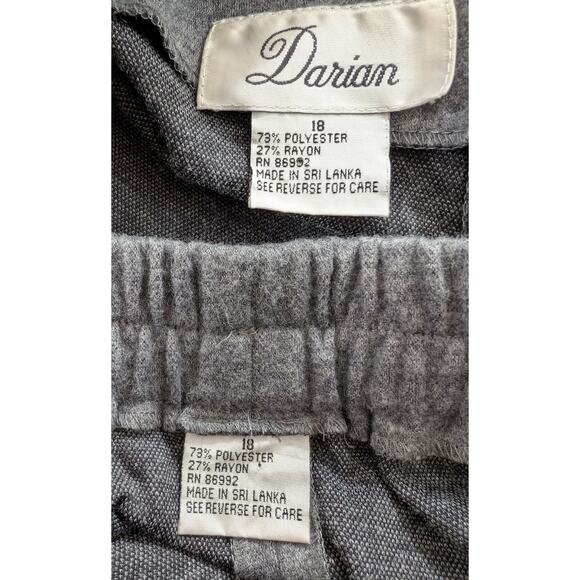 Darian
18
73% POLYESTER
27% RAYON
RN 86992
MADE IN SRI LANKA
SEE REVERSE FOR CARE
18
73% POLYESTER
27% RAYON
RN 86992
MADE IN SRI LANKA
SEE REVERSE FOR CARE